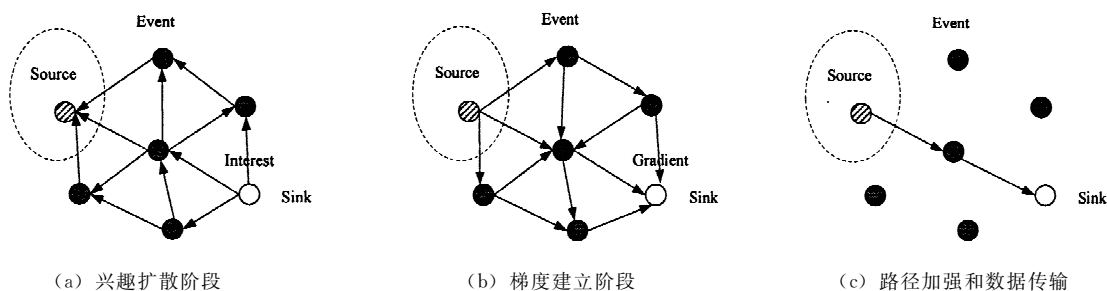 Event
Source
Interest
Sink
(a) 兴趣扩散阶段
Event
Source
Gradient
Sink
(b) 梯度建立阶段
Event
Source
Sink
(c) 路径加强和数据传输